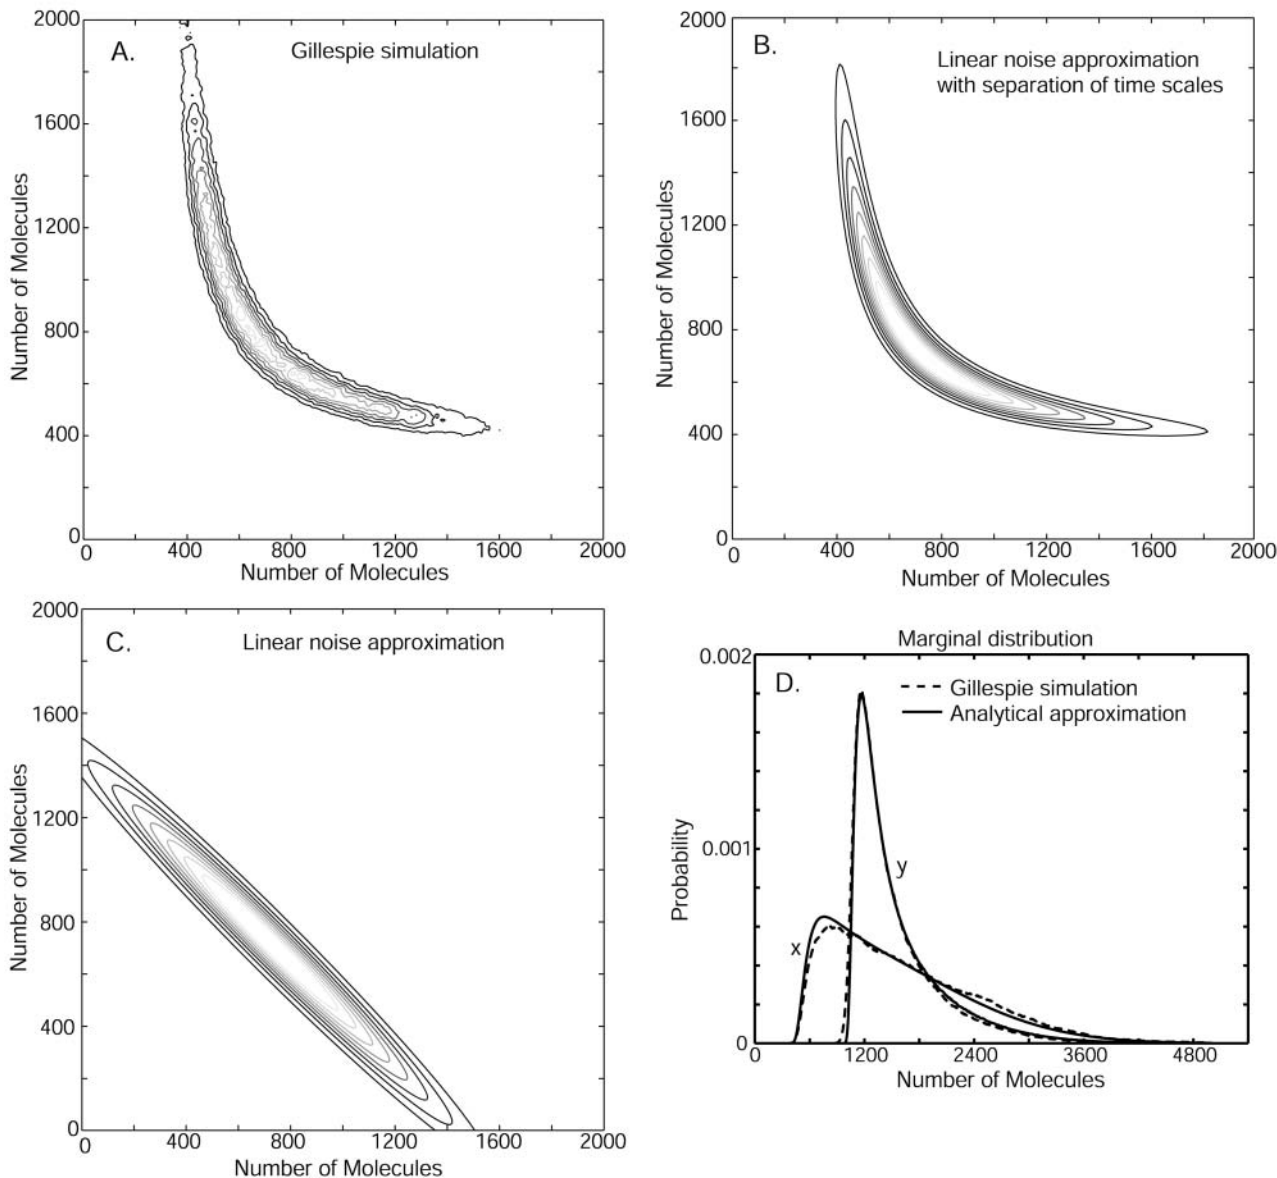 A.
Gillespie simulation
2000
1600
1200
800
400
0
Number of Molecules
0 400 800 1200 1600 2000
Number of Molecules
B.
Linear noise approximation
with separation of time scales
2000
1600
1200
800
400
0
Number of Molecules
0 400 800 1200 1600 2000
Number of Molecules
C.
Linear noise approximation
2000
1600
1200
800
400
0
Number of Molecules
0 400 800 1200 1600 2000
Number of Molecules
Marginal distribution
D.
Gillespie simulation
Analytical approximation
0.002
0.001
0
Probability
y
x
0 1200 2400 3600 4800
Number of Molecules